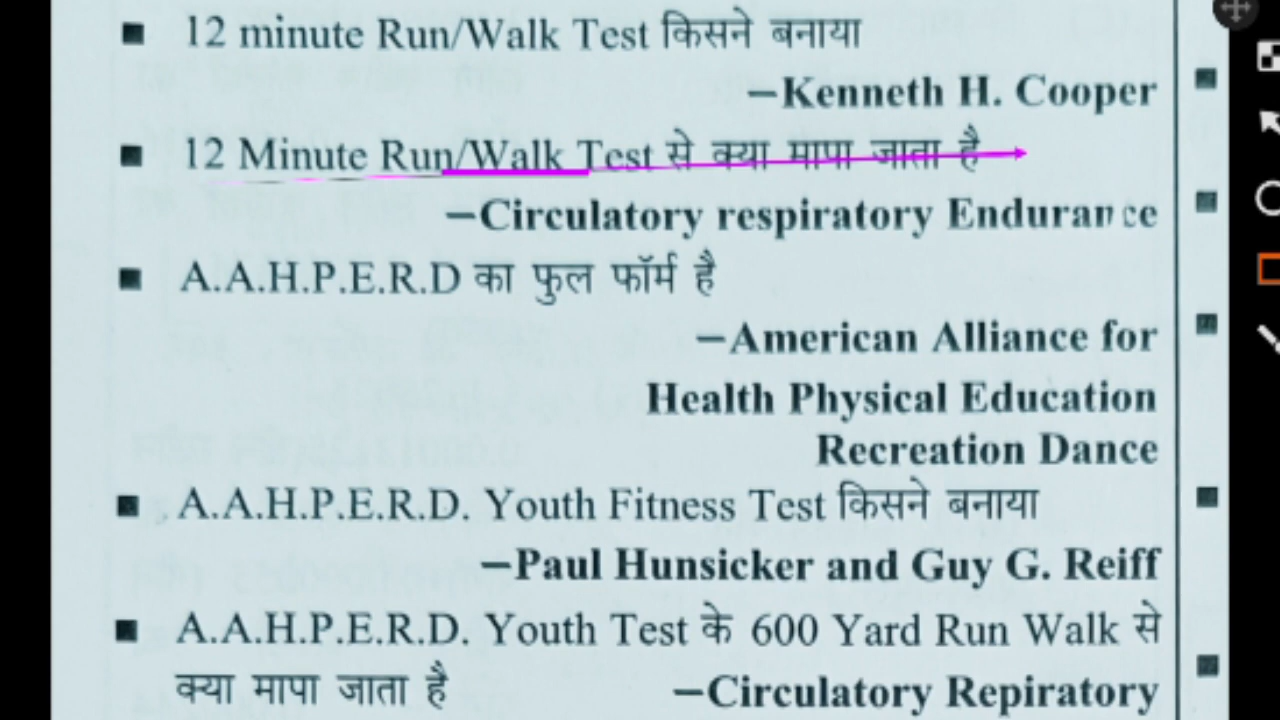 ■ 12 minute Run/Walk Test किसने बनाया
–Kenneth H. Cooper
■ 12 Minute Run/Walk Test से क्या मापा जाता है
–Circulatory respiratory Endurance
■ A.A.H.P.E.R.D का फुल फॉर्म है
–American Alliance for
Health Physical Education
Recreation Dance
■ A.A.H.P.E.R.D. Youth Fitness Test किसने बनाया
–Paul Hunsicker and Guy G. Reiff
■ A.A.H.P.E.R.D. Youth Test के 600 Yard Run Walk से
क्या मापा जाता है –Circulatory Repiratory